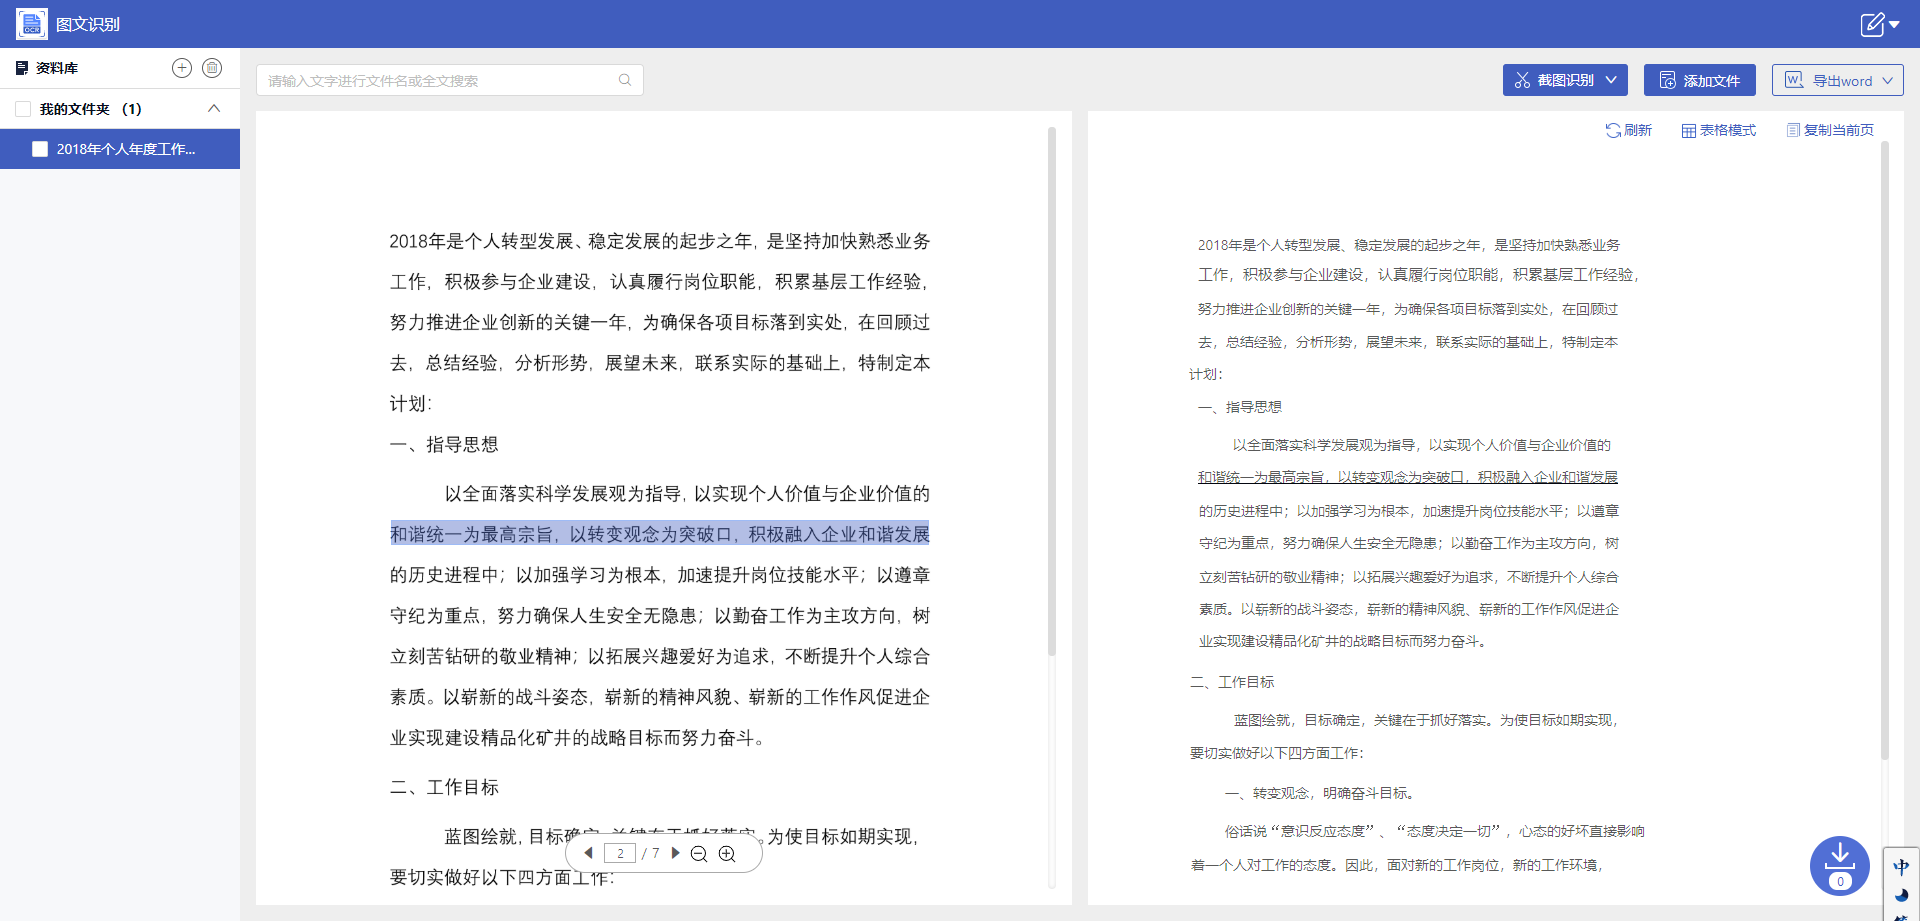 OCR
图文识别
资料库
我的文件夹 (1)
2018年个人年度工作...
请输入文字进行文件名或全文搜索
截图识别
添加文件
导出word
刷新
表格模式
复制当前页
2018年是个人转型发展、稳定发展的起步之年,是坚持加快熟悉业务
工作,积极参与企业建设,认真履行岗位职能,积累基层工作经验,
努力推进企业创新的关键一年,为确保各项目标落到实处,在回顾过
去,总结经验,分析形势,展望未来,联系实际的基础上,特制定本
计划:
一、指导思想
以全面落实科学发展观为指导,以实现个人价值与企业价值的
和谐统一为最高宗旨,以转变观念为突破口,积极融入企业和谐发展
的历史进程中;以加强学习为根本,加速提升岗位技能水平;以遵章
守纪为重点,努力确保人生安全无隐患;以勤奋工作为主攻方向,树
立刻苦钻研的敬业精神;以拓展兴趣爱好为追求,不断提升个人综合
素质。以崭新的战斗姿态,崭新的精神风貌、崭新的工作作风促进企
业实现建设精品化矿井的战略目标而努力奋斗。
二、工作目标
蓝图绘就,目标确定,关键在于抓好落实。为使目标如期实现,
要切实做好以下四方面工作:
2 / 7
2018年是个人转型发展、稳定发展的起步之年,是坚持加快熟悉业务
工作,积极参与企业建设,认真履行岗位职能,积累基层工作经验,
努力推进企业创新的关键一年,为确保各项目标落到实处,在回顾过
去,总结经验,分析形势,展望未来,联系实际的基础上,特制定本
计划:
一、指导思想
以全面落实科学发展观为指导,以实现个人价值与企业价值的
和谐统一为最高宗旨,以转变观念为突破口,积极融入企业和谐发展
的历史进程中;以加强学习为根本,加速提升岗位技能水平;以遵章
守纪为重点,努力确保人生安全无隐患;以勤奋工作为主攻方向,树
立刻苦钻研的敬业精神;以拓展兴趣爱好为追求,不断提升个人综合
素质。以崭新的战斗姿态,崭新的精神风貌、崭新的工作作风促进企
业实现建设精品化矿井的战略目标而努力奋斗。
二、工作目标
蓝图绘就,目标确定,关键在于抓好落实。为使目标如期实现,
要切实做好以下四方面工作:
一、转变观念,明确奋斗目标。
俗话说“意识反应态度”、“态度决定一切”,心态的好坏直接影响
着一个人对工作的态度。因此,面对新的工作岗位,新的工作环境,
0
中